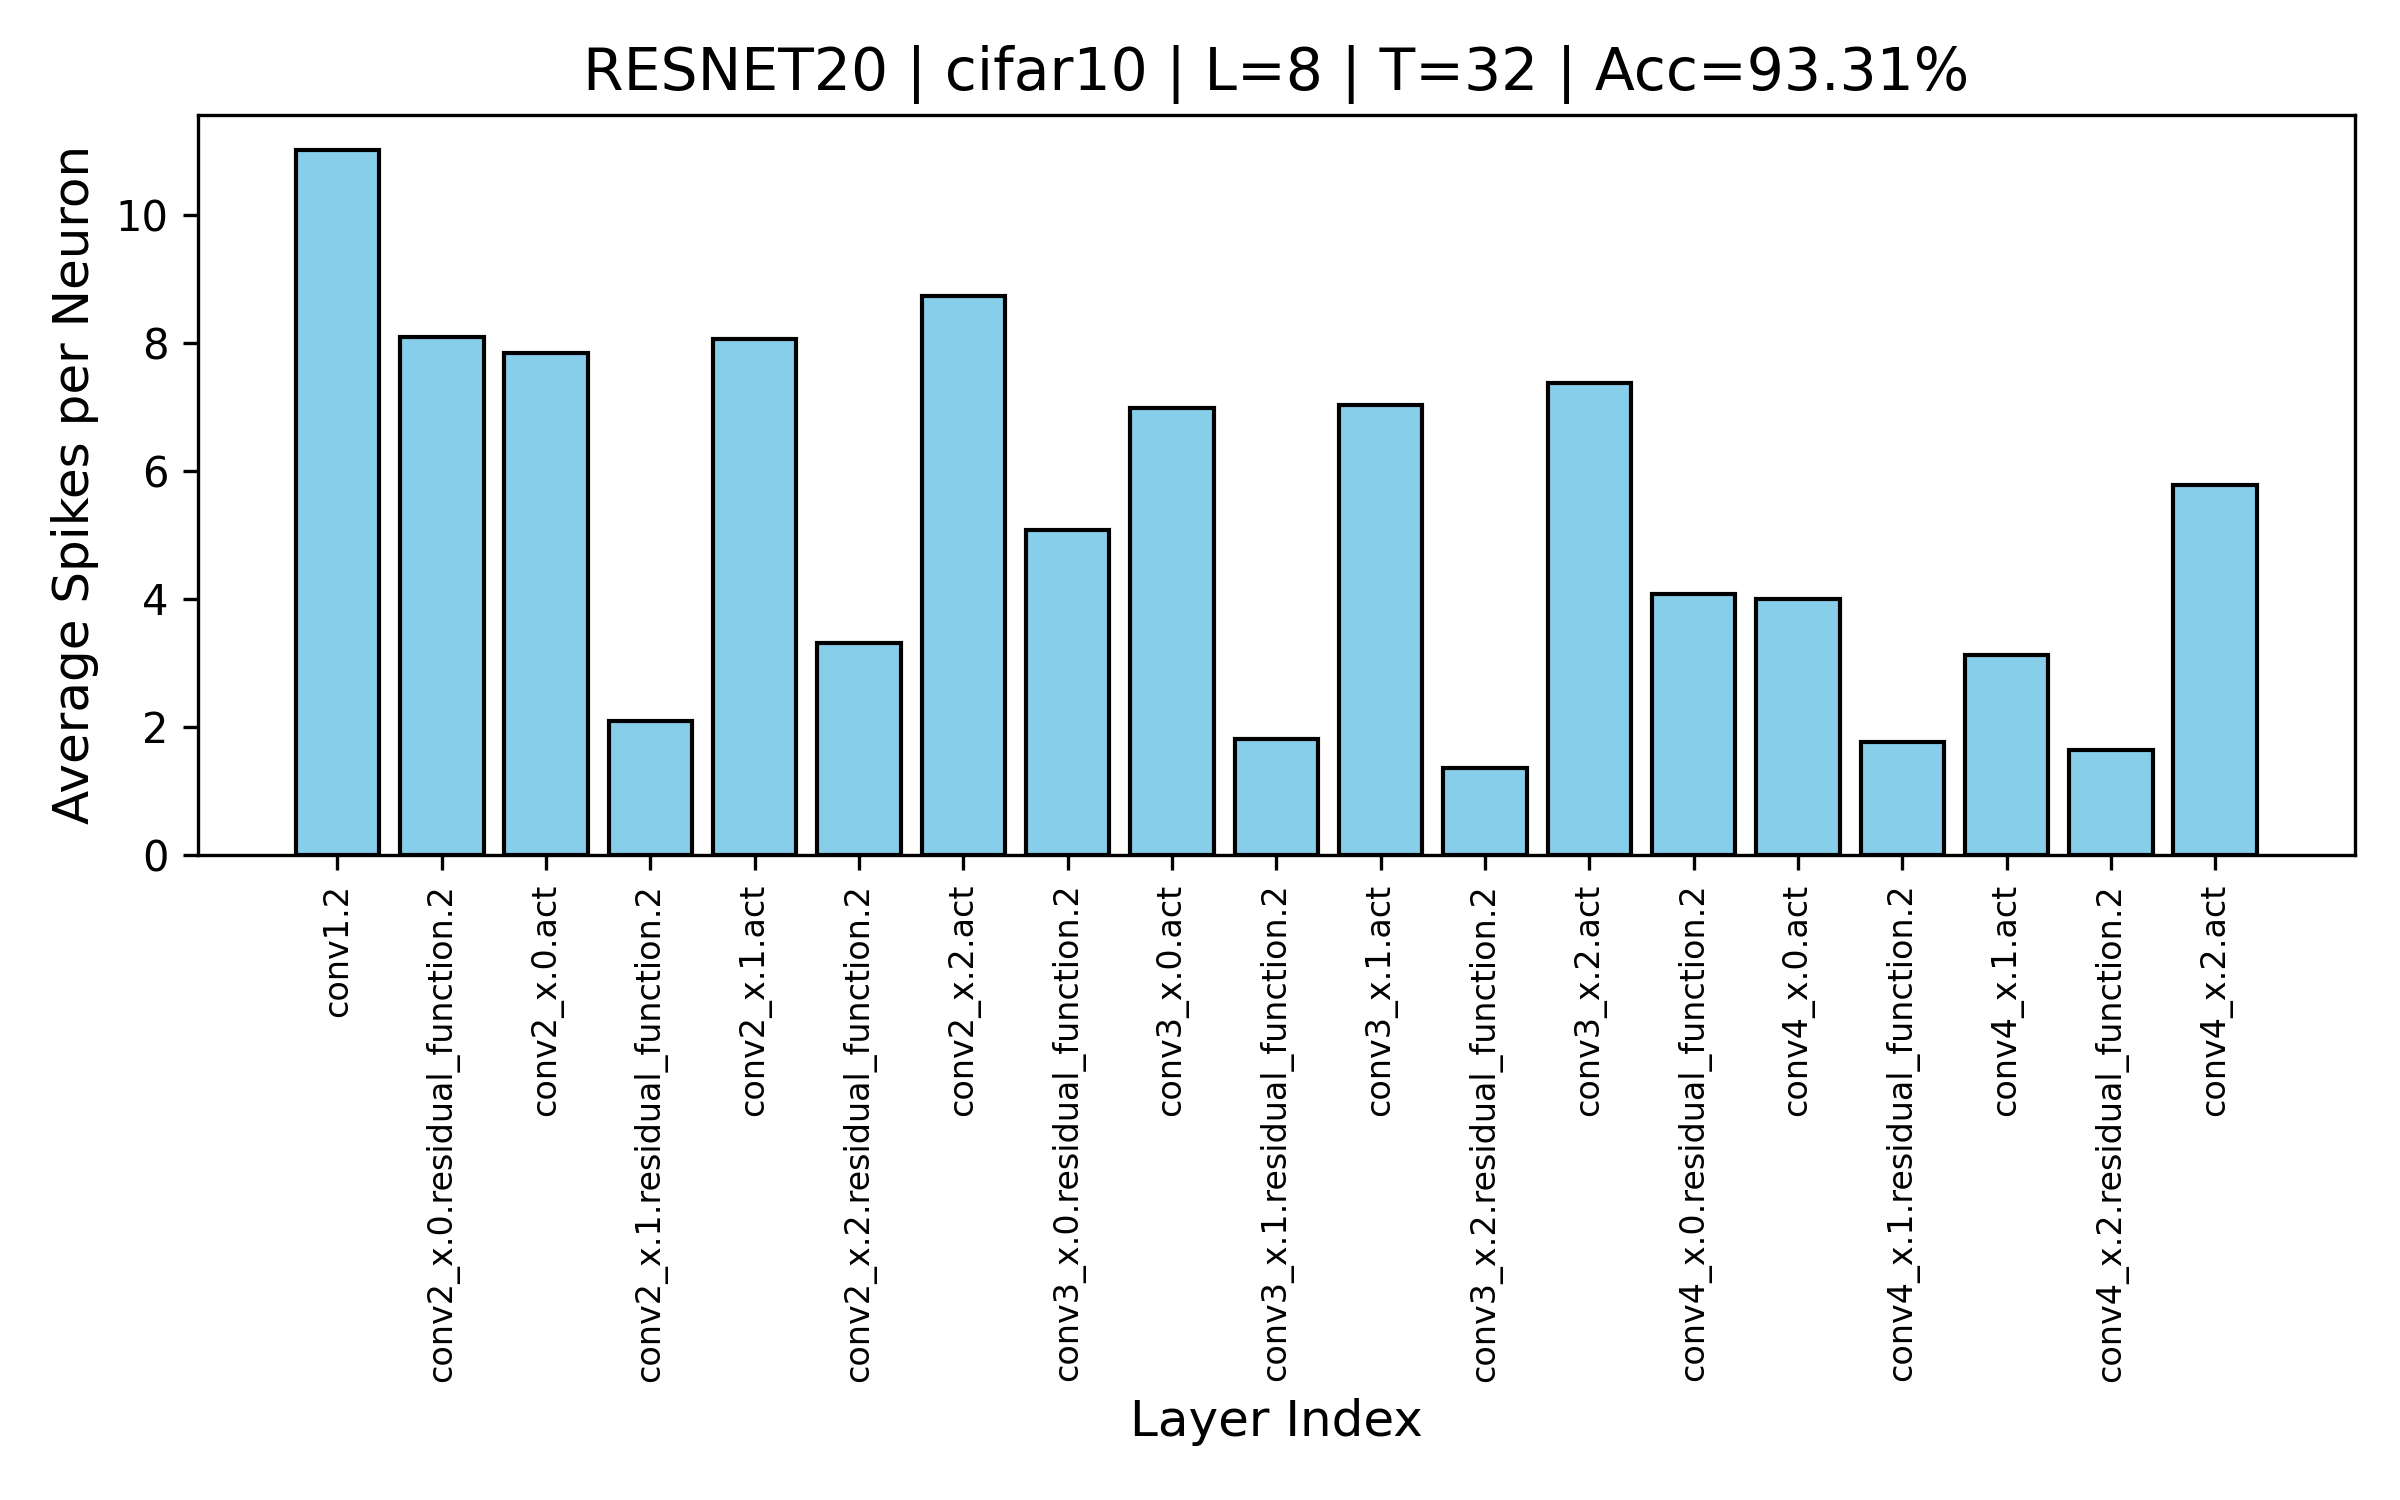 RESNET20 | cifar10 | L=8 | T=32 | Acc=93.31%
Average Spikes per Neuron
10
8
6
4
2
0
conv1.2
conv2_x.0.residual_function.2
conv2_x.0.act
conv2_x.1.residual_function.2
conv2_x.1.act
conv2_x.2.residual_function.2
conv2_x.2.act
conv3_x.0.residual_function.2
conv3_x.0.act
conv3_x.1.residual_function.2
conv3_x.1.act
conv3_x.2.residual_function.2
conv3_x.2.act
conv4_x.0.residual_function.2
conv4_x.0.act
conv4_x.1.residual_function.2
conv4_x.1.act
conv4_x.2.residual_function.2
conv4_x.2.act
Layer Index